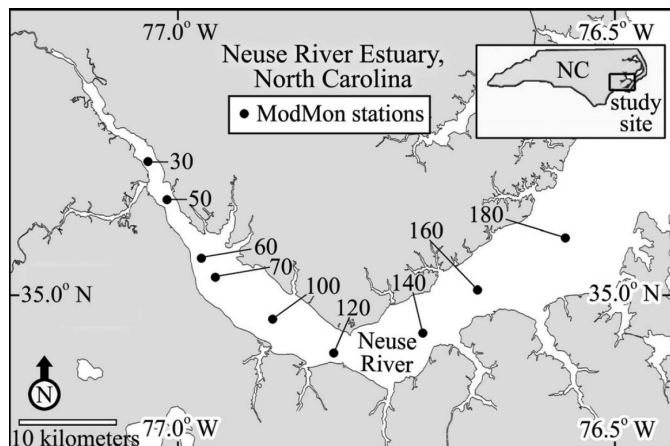 77.0° W
76.5° W
Neuse River Estuary,
North Carolina
ModMon stations
NC
study
site
30
50
60
70
100
120
140
160
180
35.0° N
35.0° N
Neuse
River
N
10 kilometers
77.0° W
76.5° W